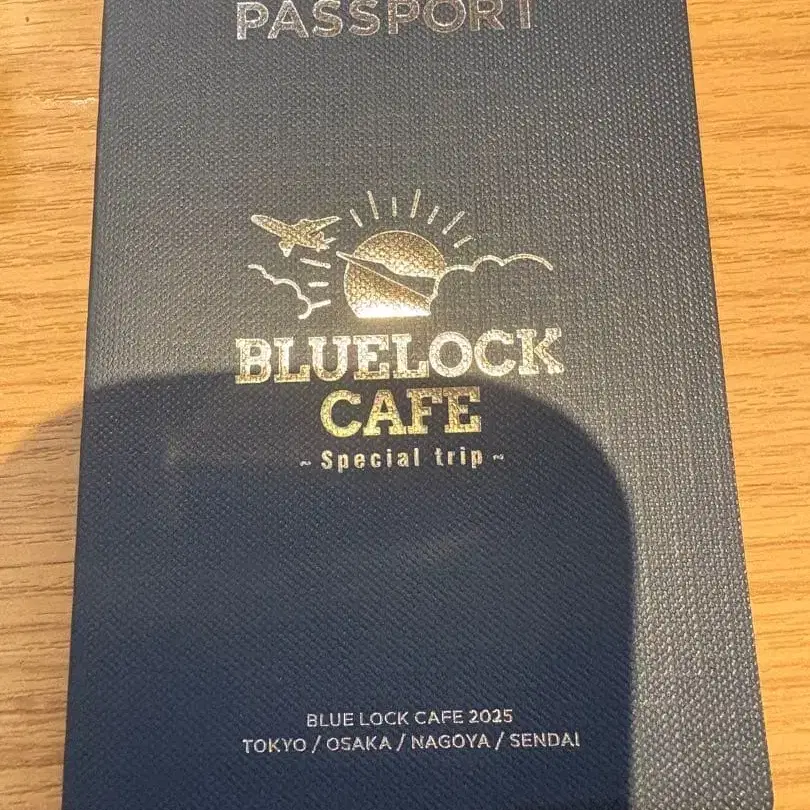 PASSPORT
BLUELOCK
CAFE
~ Special trip ~
BLUE LOCK CAFE 2025
TOKYO / OSAKA / NAGOYA / SENDAI